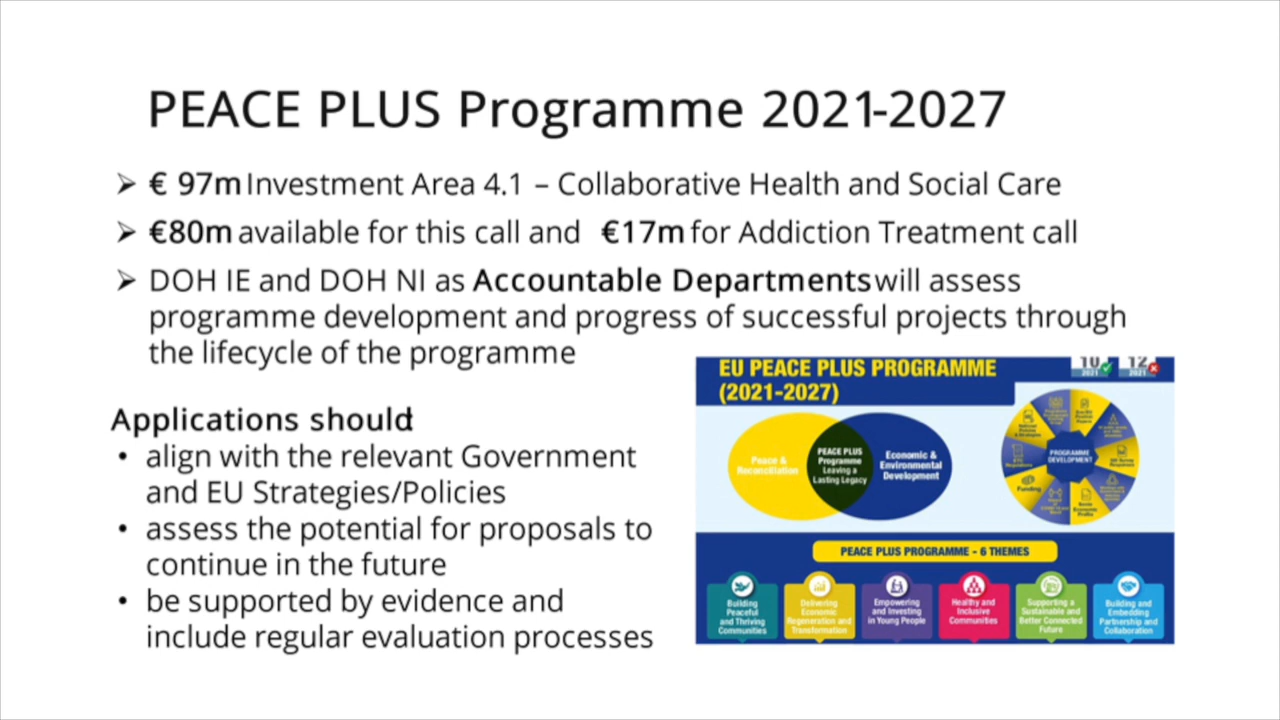 PEACE PLUS Programme 2021-2027
➢ € 97m Investment Area 4.1 – Collaborative Health and Social Care
➢ €80m available for this call and €17m for Addiction Treatment call
➢ DOH IE and DOH NI as Accountable Departments will assess
programme development and progress of successful projects through
the lifecycle of the programme
Applications should:
• align with the relevant Government
and EU Strategies/Policies
• assess the potential for proposals to
continue in the future
• be supported by evidence and
include regular evaluation processes
EU PEACE PLUS PROGRAMME
(2021-2027)
10
2021
12
2021
Peace &
Reconciliation
PEACE PLUS
Programme
Leaving a
Lasting Legacy
Economic &
Environmental
Development
PROGRAMME
DEVELOPMENT
Funding
PEACE PLUS PROGRAMME - 6 THEMES
Building
Peaceful
and Thriving
Communities
Delivering
Economic
Regeneration and
Transformation
Empowering
and Investing
in Young People
Healthy and
Inclusive
Communities
Supporting a
Sustainable and
Better Connected
Future
Building and
Embedding
Partnership and
Collaboration